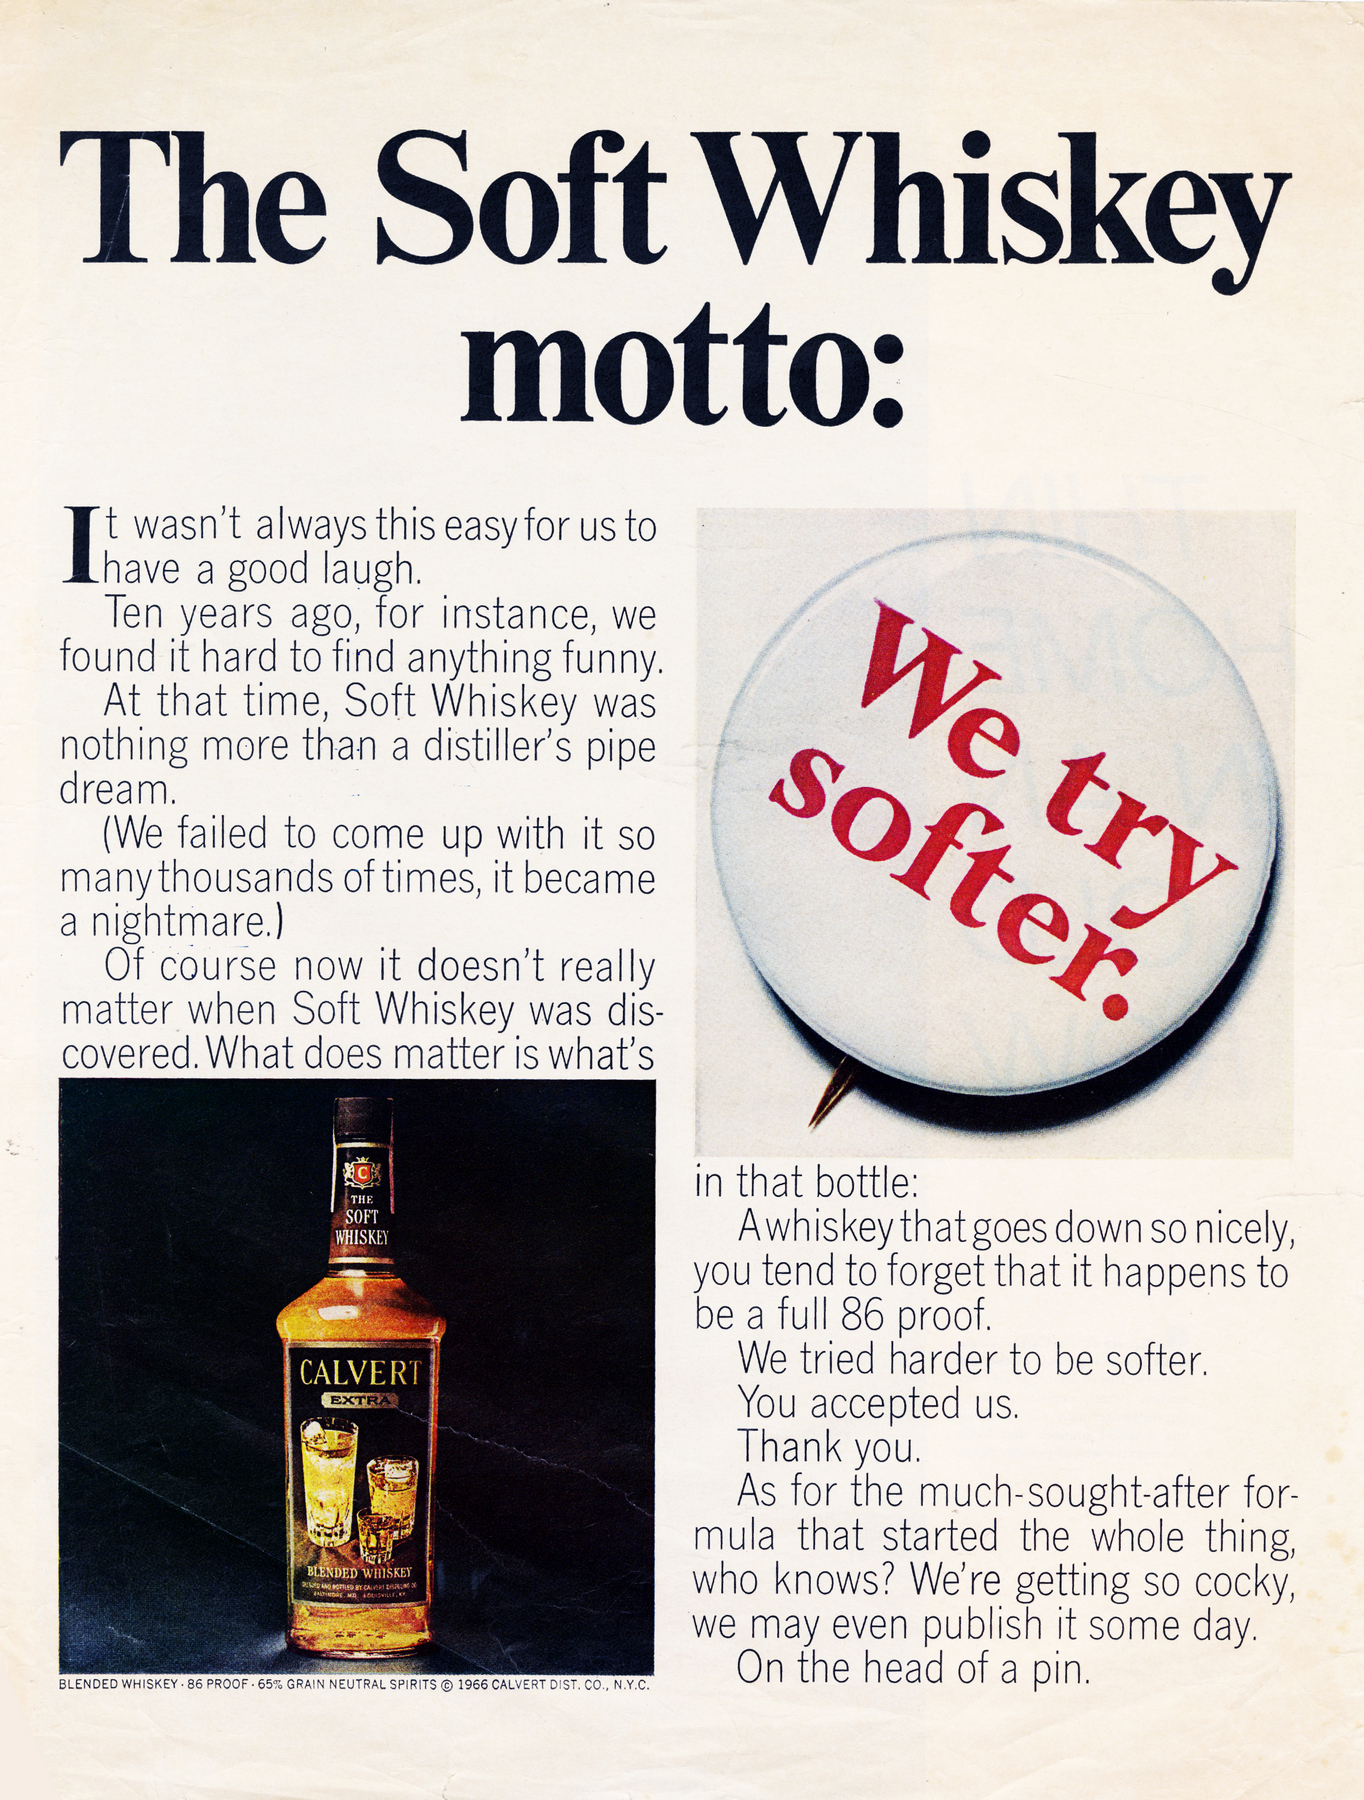 The Soft Whiskey
motto:
It wasn't always this easy for us to
have a good laugh.
Ten years ago, for instance, we
found it hard to find anything funny.
At that time, Soft Whiskey was
nothing more than a distiller's pipe
dream.
(We failed to come up with it so
many thousands of times, it became
a nightmare.)
Of course now it doesn't really
matter when Soft Whiskey was dis-
covered. What does matter is what's
C
THE
SOFT
WHISKEY
CALVERT
EXTRA
BLENDED WHISKEY
BLENDED WHISKEY · 86 PROOF · 65% GRAIN NEUTRAL SPIRITS © 1966 CALVERT DIST. CO., N.Y.C.
We try
softer.
in that bottle:
A whiskey that goes down so nicely,
you tend to forget that it happens to
be a full 86 proof.
We tried harder to be softer.
You accepted us.
Thank you.
As for the much-sought-after for-
mula that started the whole thing,
who knows? We're getting so cocky,
we may even publish it some day.
On the head of a pin.